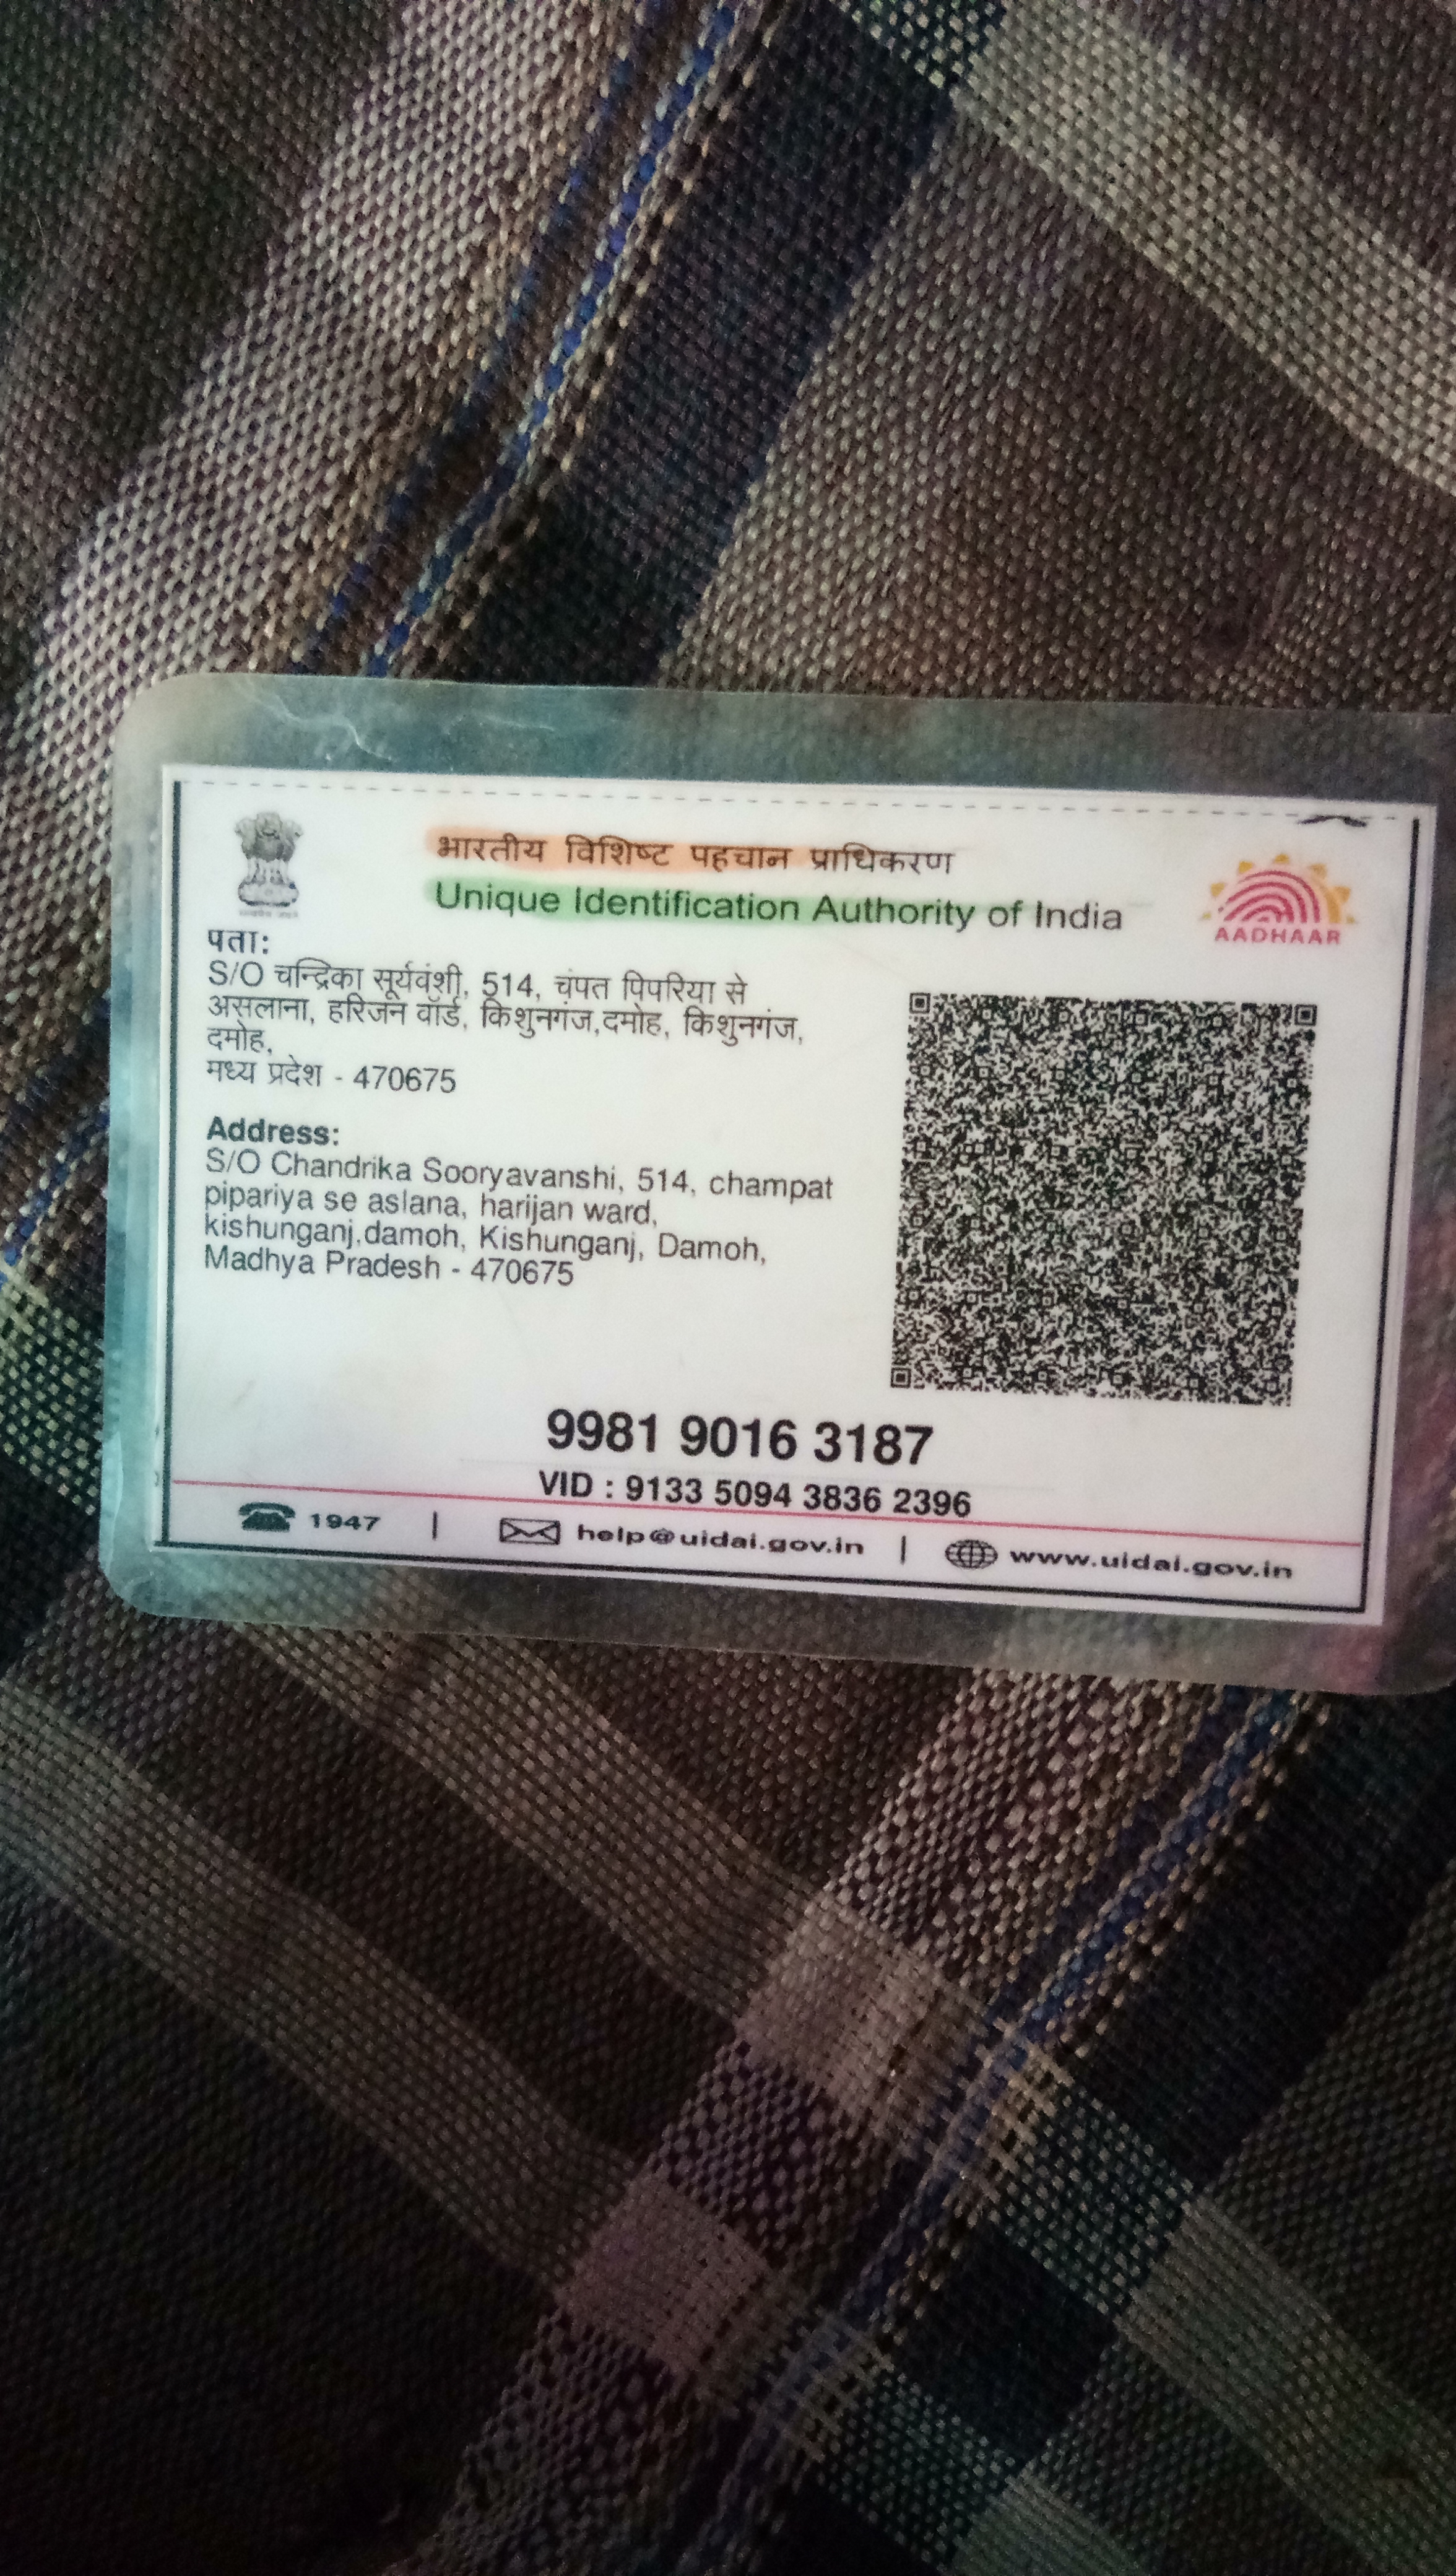 भारतीय विशिष्ट पहचान प्राधिकरण
Unique Identification Authority of India
AADHAAR
पता:
S/O चन्द्रिका सूर्यवंशी, 514, चंपत पिपरिया से
असलाना, हरिजन वॉर्ड, किशुनगंज,दमोह, किशुनगंज,
दमोह,
मध्य प्रदेश - 470675
Address:
S/O Chandrika Sooryavanshi, 514, champat
pipariya se aslana, harijan ward,
kishunganj,damoh, Kishunganj, Damoh,
Madhya Pradesh - 470675
9981 9016 3187
VID : 9133 5094 3836 2396
1947 | help@uidai.gov.in | www.uidai.gov.in